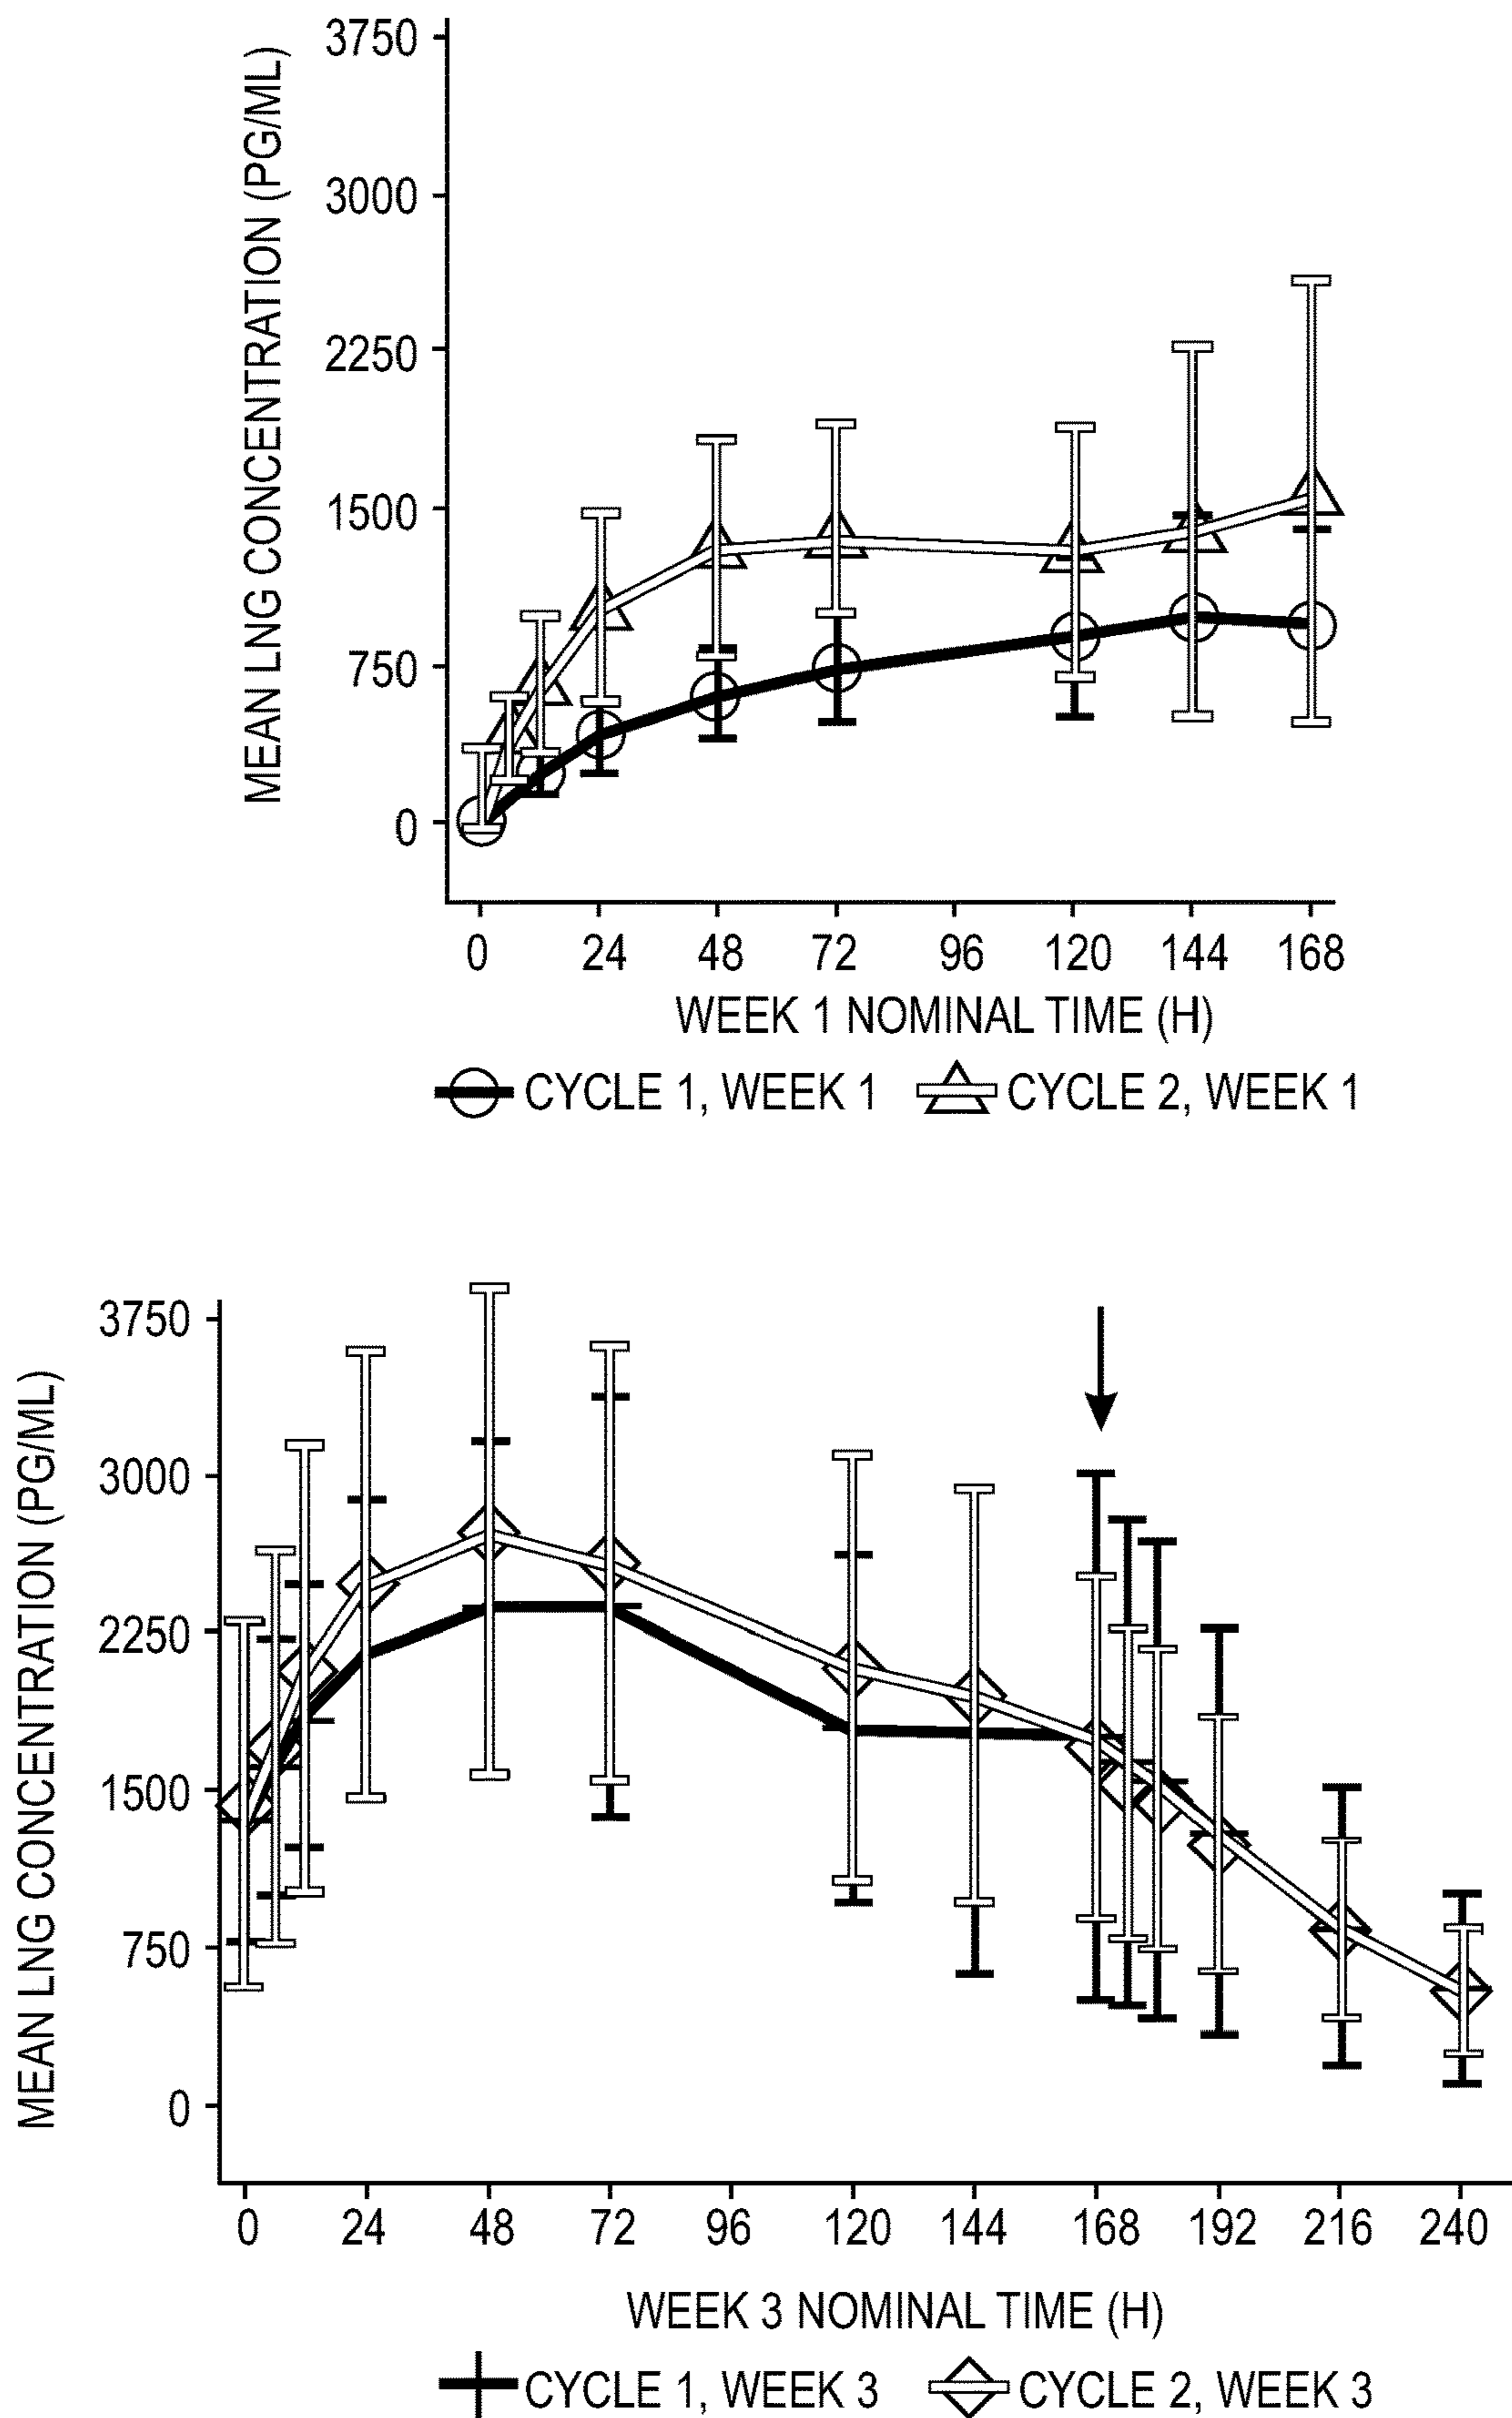 MEAN LNG CONCENTRATION (PG/ML)
3750
3000
2250
1500
750
0
0 24 48 72 96 120 144 168
WEEK 1 NOMINAL TIME (H)
CYCLE 1, WEEK 1 CYCLE 2, WEEK 1
MEAN LNG CONCENTRATION (PG/ML)
3750
3000
2250
1500
750
0
0 24 48 72 96 120 144 168 192 216 240
WEEK 3 NOMINAL TIME (H)
CYCLE 1, WEEK 3 CYCLE 2, WEEK 3